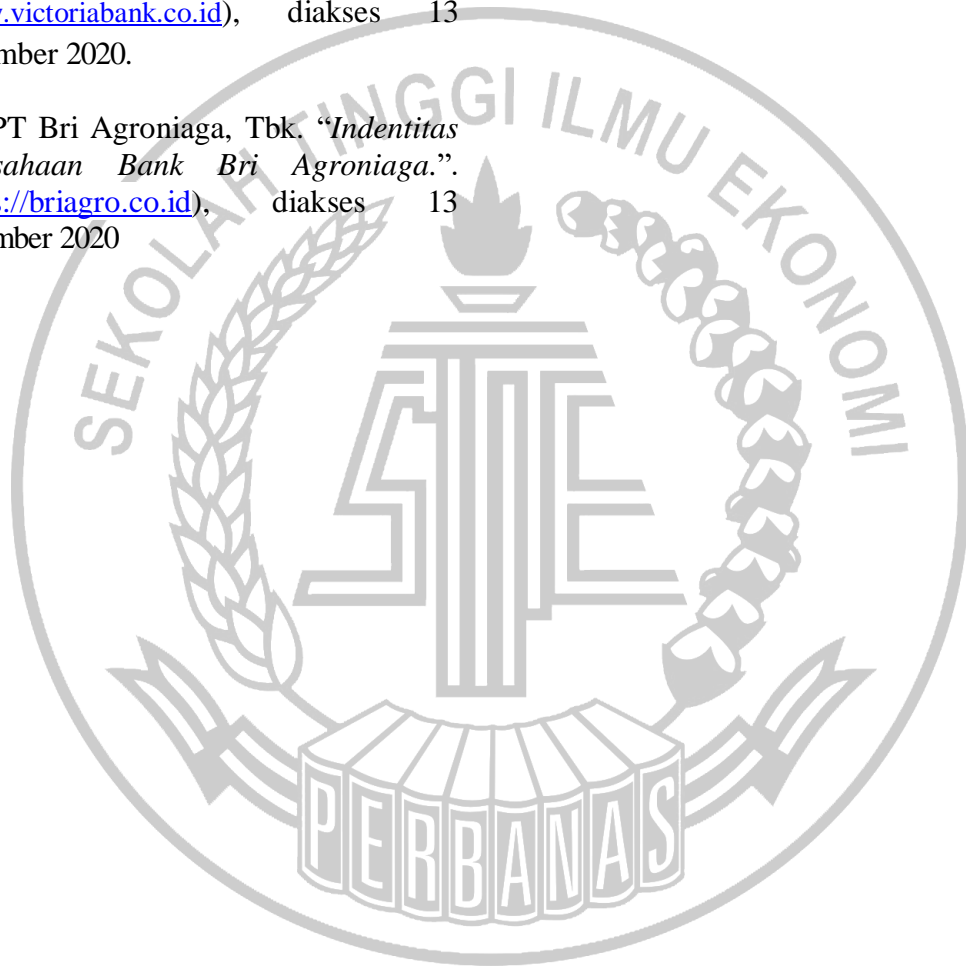 .victoriabank.co.id), diakses 13
mber 2020.
PT Bri Agroniaga, Tbk. “Indentitas
sahaan Bank Bri Agroniaga.”.
s://briagro.co.id), diakses 13
mber 2020
SEKOLAH TINGGI ILMU EKONOMI
STIE
PERBANAS